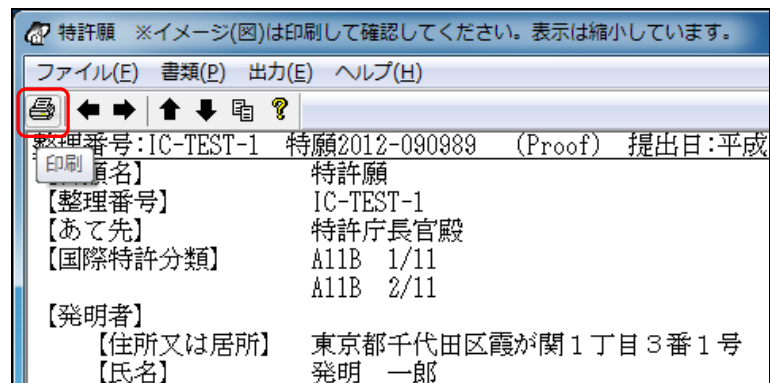 特許願 ※イメージ(図)は印刷して確認してください。表示は縮小しています。
ファイル(F) 書類(P) 出力(E) ヘルプ(H)
整理番号:IC-TEST-1 特願2012-090989 (Proof) 提出日:平成
印刷
名】 特許願
【整理番号】 IC-TEST-1
【あて先】 特許庁長官殿
【国際特許分類】 A11B 1/11
A11B 2/11
【発明者】
【住所又は居所】 東京都千代田区霞が関1丁目3番1号
【氏名】 発明 一郎